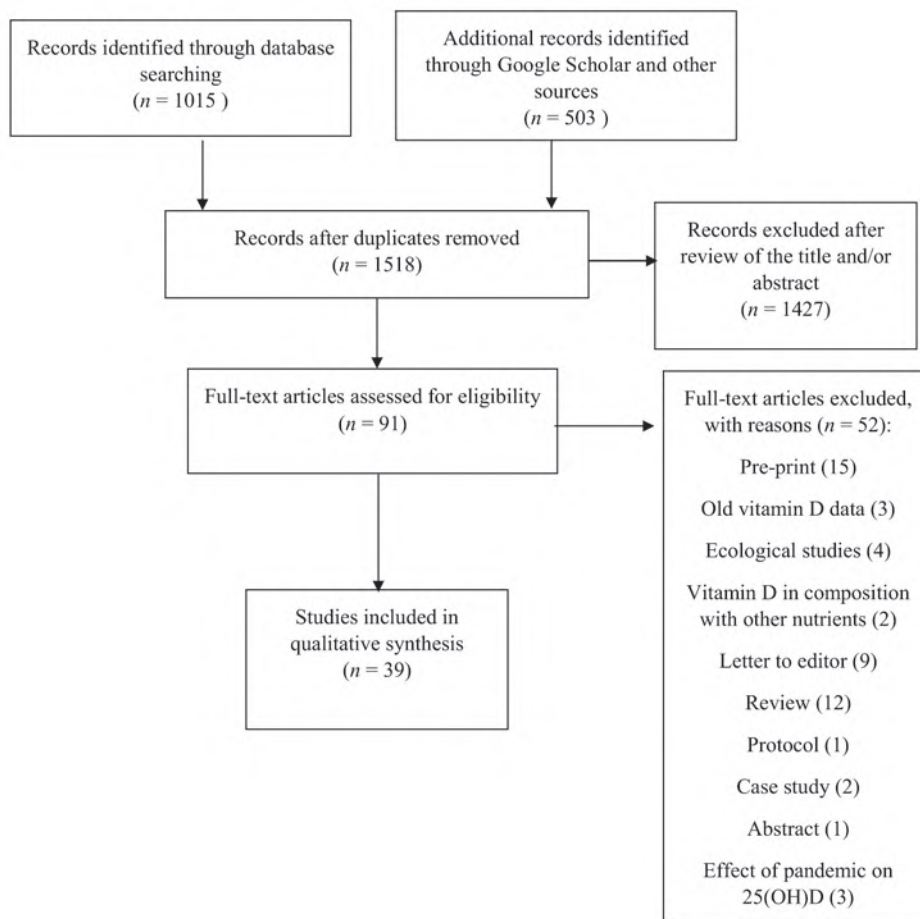 Records identified through database
searching
(n = 1015 )
Additional records identified
through Google Scholar and other
sources
(n = 503 )
Records after duplicates removed
(n = 1518)
Records excluded after
review of the title and/or
abstract
(n = 1427)
Full-text articles assessed for eligibility
(n = 91)
Full-text articles excluded,
with reasons (n = 52):
Pre-print (15)
Old vitamin D data (3)
Ecological studies (4)
Vitamin D in composition
with other nutrients (2)
Letter to editor (9)
Review (12)
Protocol (1)
Case study (2)
Abstract (1)
Effect of pandemic on
25(OH)D (3)
Studies included in
qualitative synthesis
(n = 39)